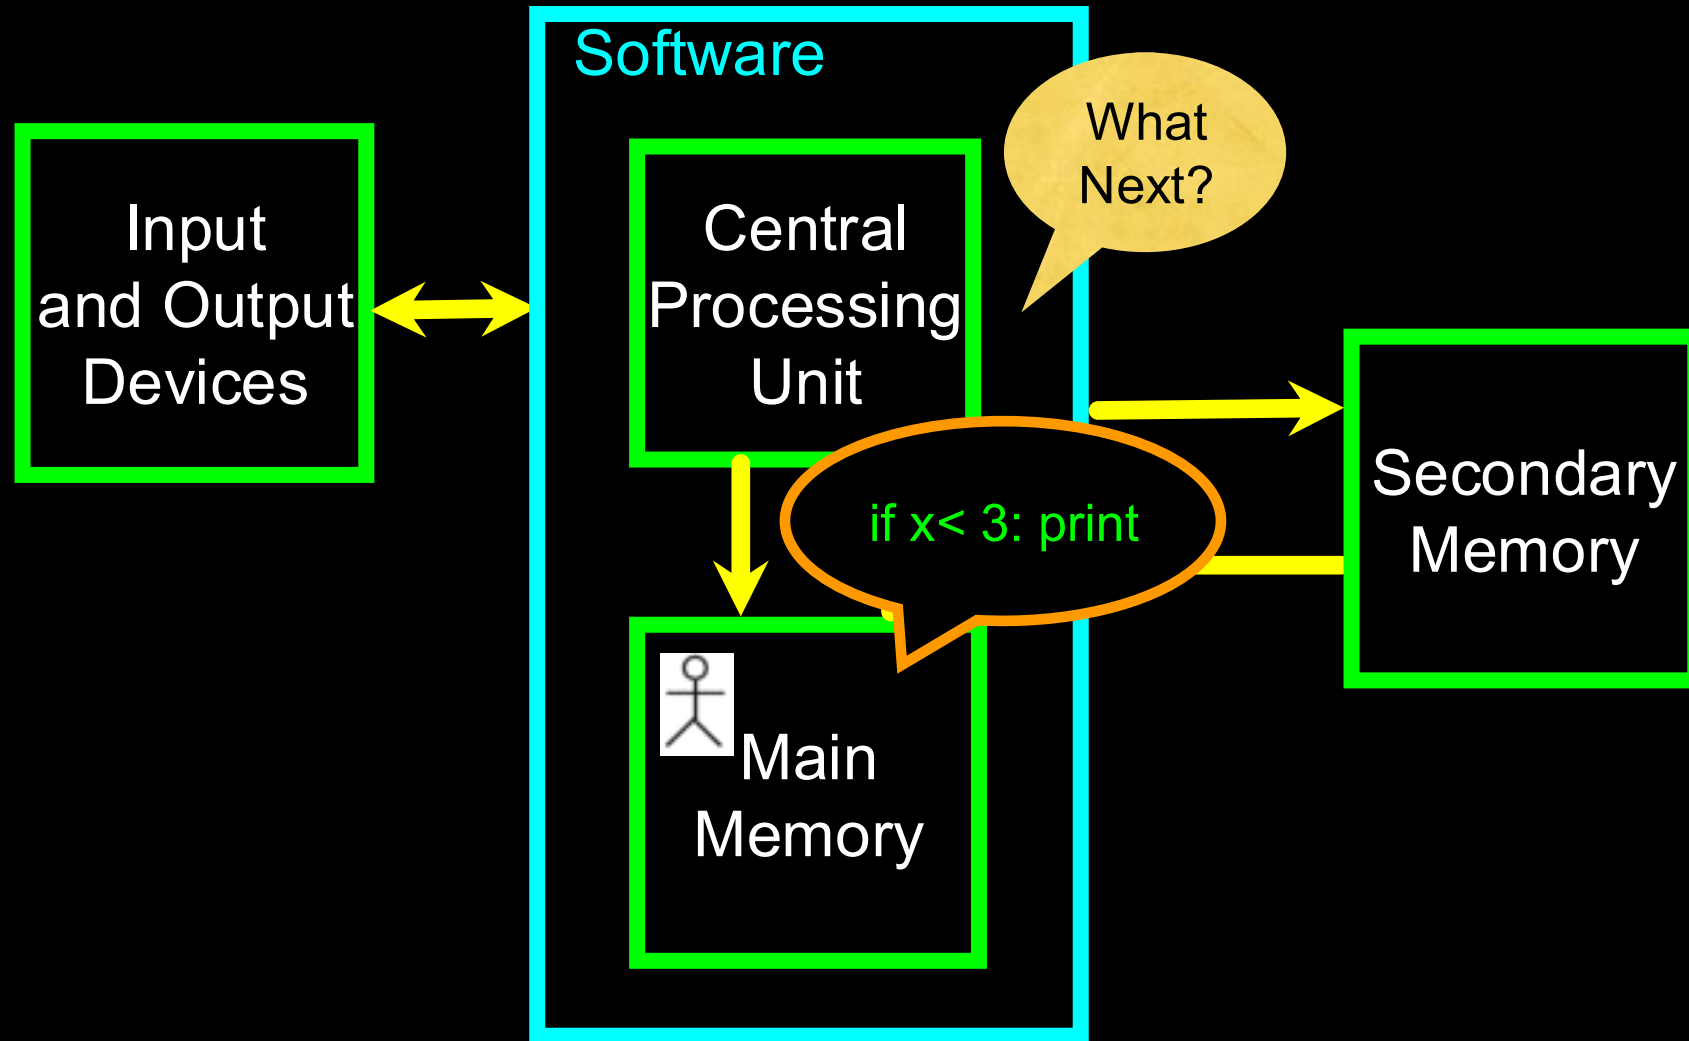 Software
What
Next?
Input
and Output
Devices
Central
Processing
Unit
if x< 3: print
Secondary
Memory
Main
Memory